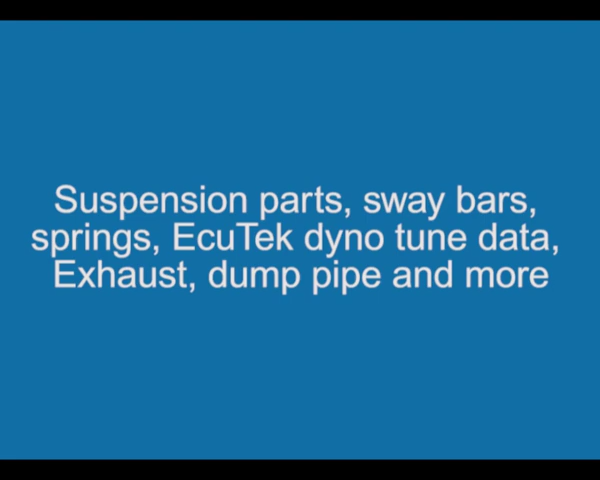 Suspension parts, sway bars,
springs, EcuTek dyno tune data,
Exhaust, dump pipe and more